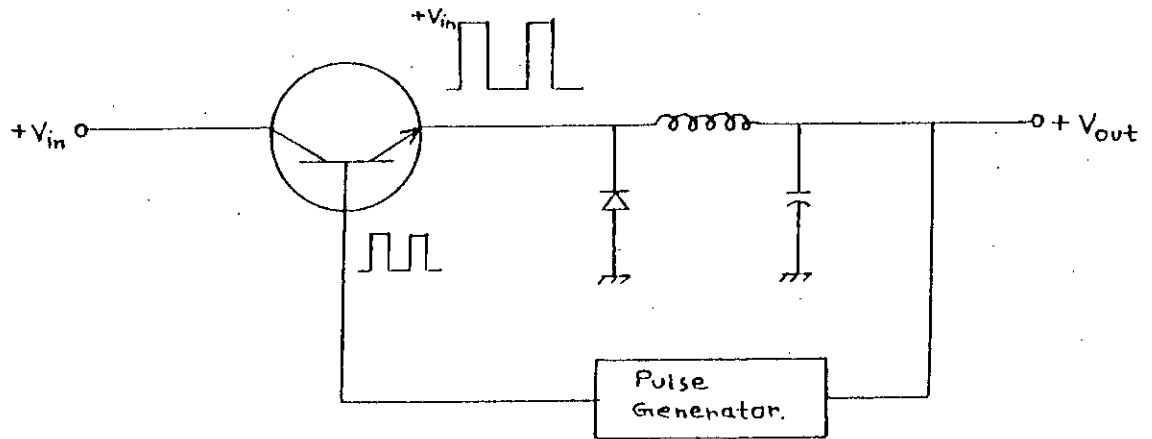 +Vin
+Vin
+ Vout
Pulse
Generator.